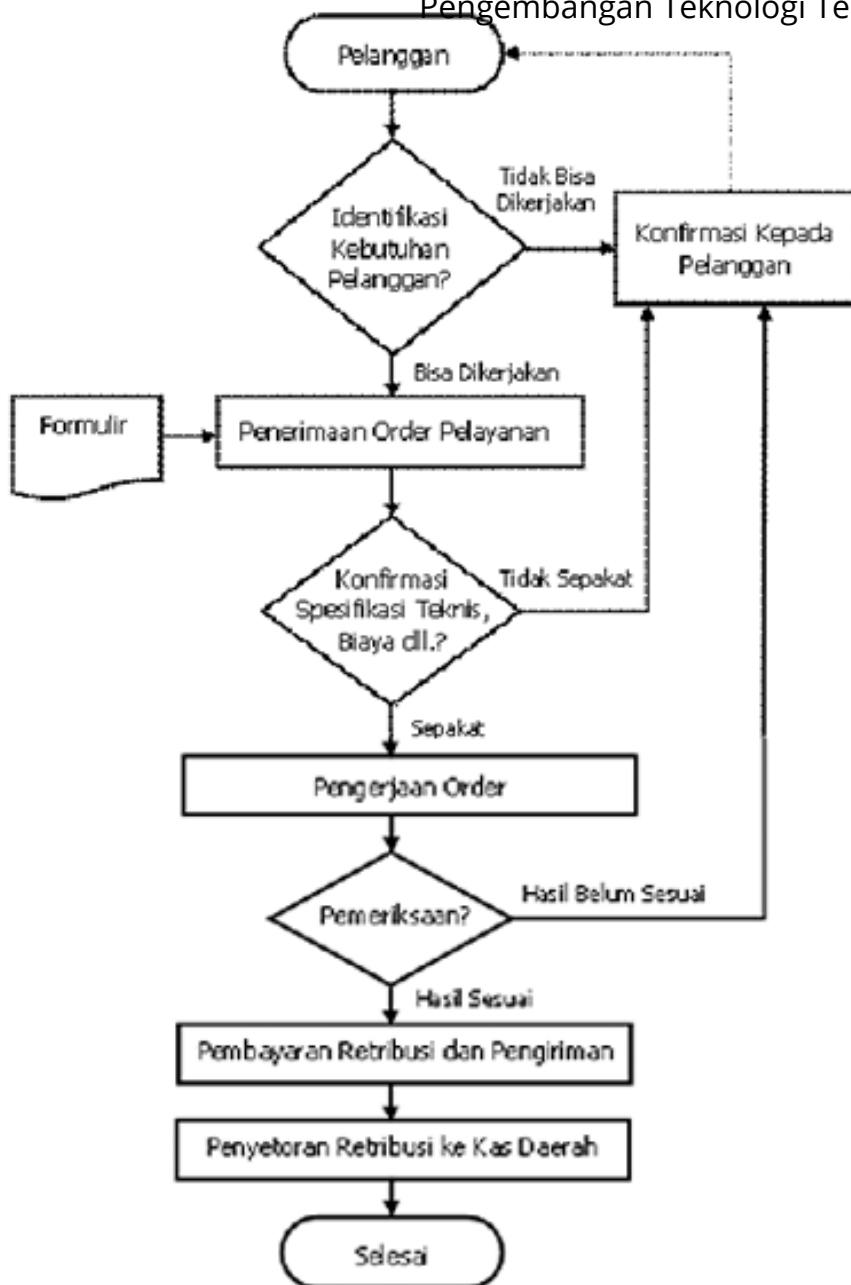 Pengembangan Teknologi Te
Pelanggan
Tidak Bisa
Dikerjakan
Identifikasi
Kebutuhan
Pelanggan?
Konfirmasi Kepada
Pelanggan
Bisa Dikerjakan
Formulir
Penerimaan Order Pelayanan
Konfirmasi
Spesifikasi Teknis,
Biaya dll.?
Tidak Sepakat
Sepakat
Pengerjaan Order
Pemeriksaan?
Hasil Belum Sesuai
Hasil Sesuai
Pembayaran Retribusi dan Pengiriman
Penyetoran Retribusi ke Kas Daerah
Selesai